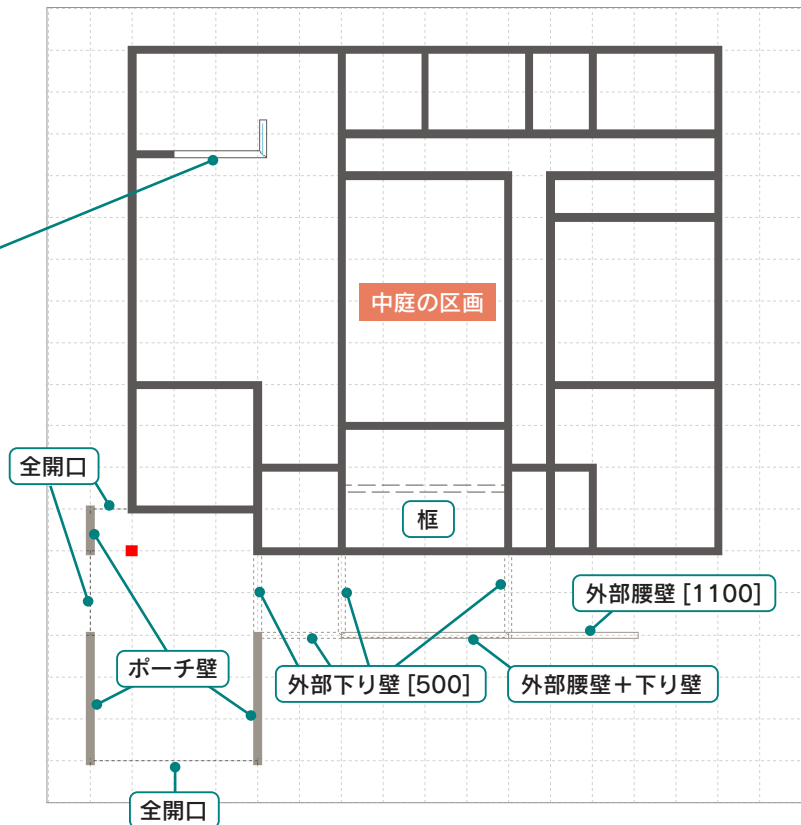 中庭の区画
全開口
框
外部腰壁 [1100]
ポーチ壁
外部下り壁 [500]
外部腰壁＋下り壁
全開口